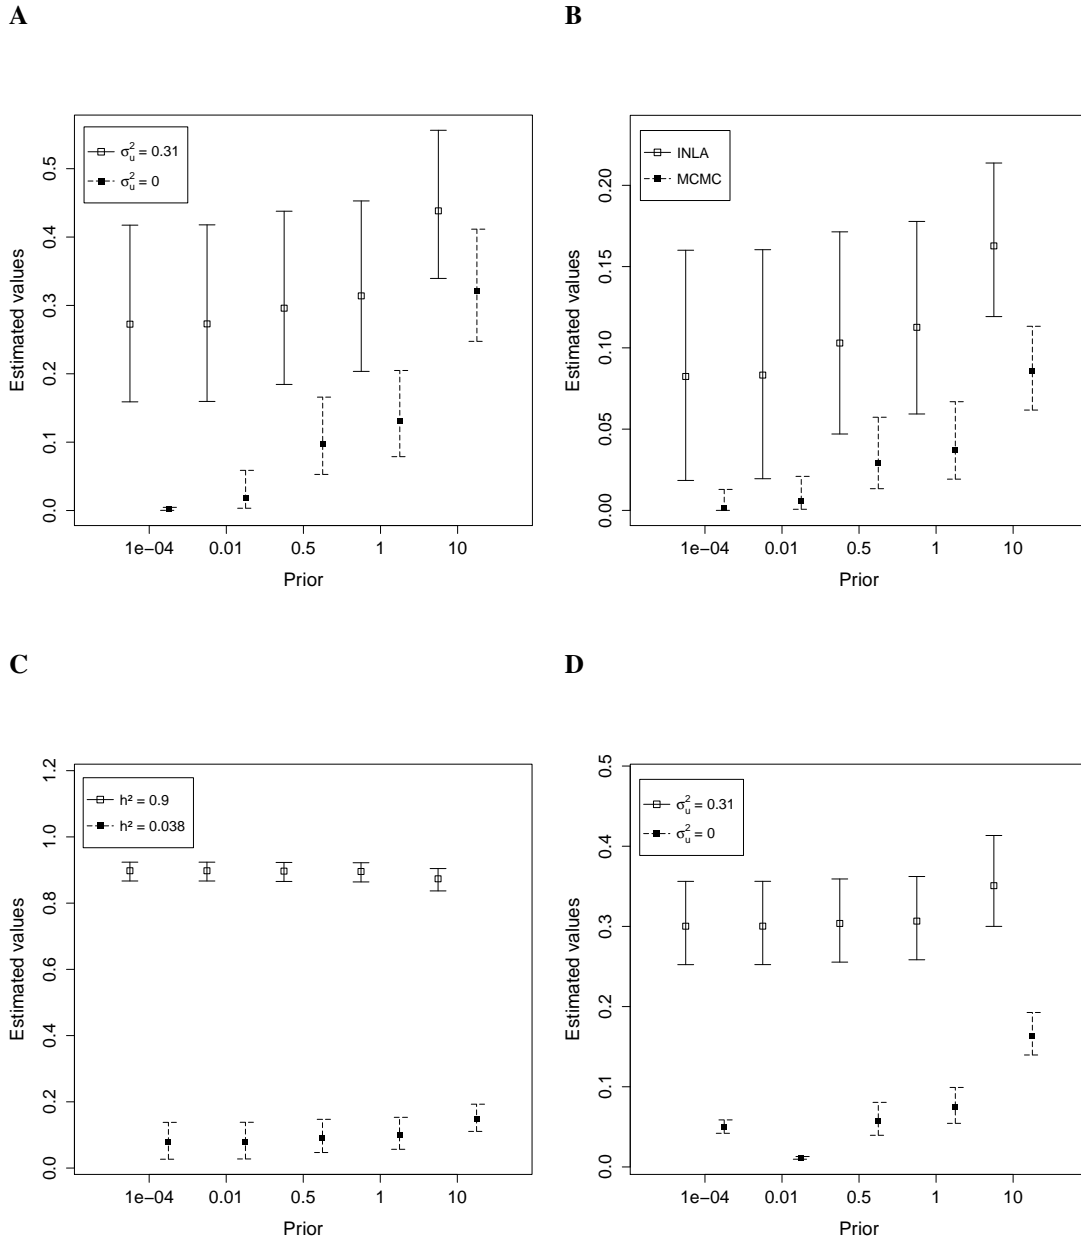 A
σ²ᵤ = 0.31
σ²ᵤ = 0
Estimated values
0.5
0.4
0.3
0.2
0.1
0.0
1e−04 0.01 0.5 1 10
Prior
B
INLA
MCMC
Estimated values
0.20
0.15
0.10
0.05
0.00
1e−04 0.01 0.5 1 10
Prior
C
h² = 0.9
h² = 0.038
Estimated values
1.2
1.0
0.8
0.6
0.4
0.2
0.0
1e−04 0.01 0.5 1 10
Prior
D
σ²ᵤ = 0.31
σ²ᵤ = 0
Estimated values
0.5
0.4
0.3
0.2
0.1
0.0
1e−04 0.01 0.5 1 10
Prior